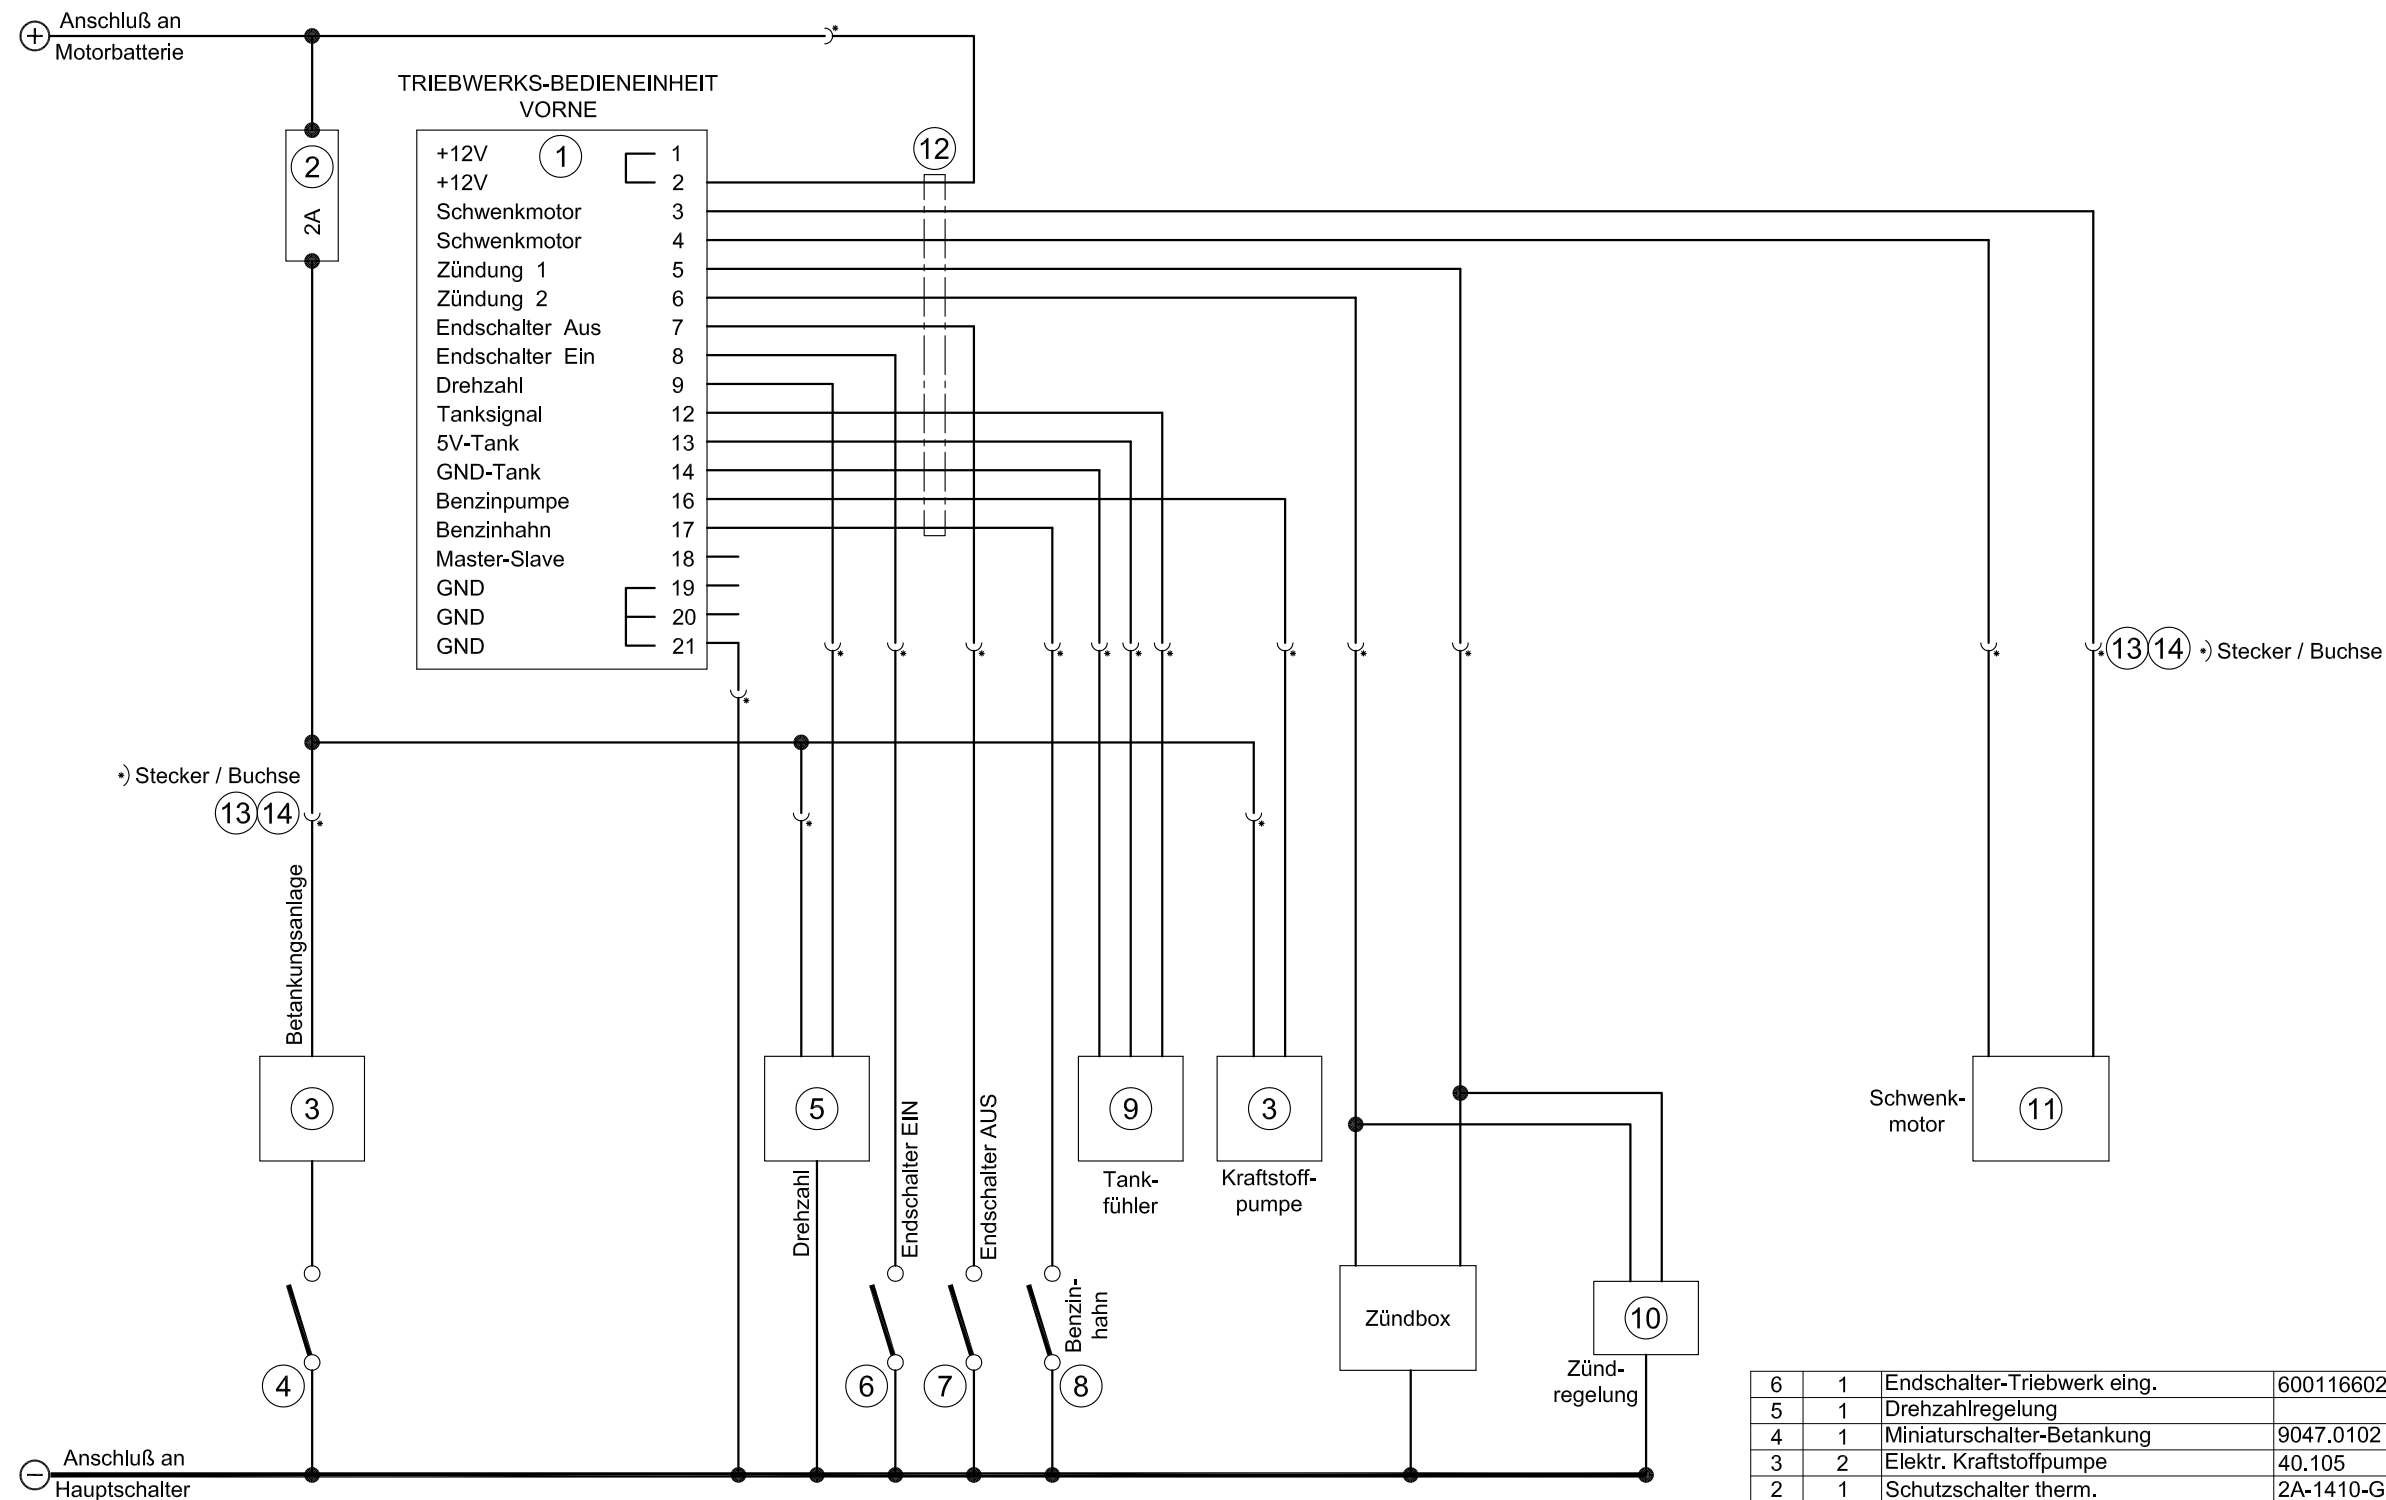 Anschluß an
+
Motorbatterie
*
TRIEBWERKS-BEDIENEINHEIT
VORNE
2
2A
12
+12V 1 1
+12V 2
Schwenkmotor 3
Schwenkmotor 4
Zündung 1 5
Zündung 2 6
Endschalter Aus 7
Endschalter Ein 8
Drehzahl 9
Tanksignal 12
5V-Tank 13
GND-Tank 14
Benzinpumpe 16
Benzinhahn 17
Master-Slave 18
GND 19
GND 20
GND 21
* * * * * * * * * * * *
13 14 *) Stecker / Buchse
*
*) Stecker / Buchse
13 14 * * *
Betankungsanlage
3
5
9
3
11
Schwenk-
motor
Drehzahl
Endschalter EIN
Endschalter AUS
Tank-
fühler
Kraftstoff-
pumpe
Benzin-
hahn
Zündbox
10
Zünd-
regelung
4
6
7
8
Anschluß an
−
Hauptschalter
6 1 Endschalter-Triebwerk eing. 600116602
5 1 Drehzahlregelung
4 1 Miniaturschalter-Betankung 9047.0102
3 2 Elektr. Kraftstoffpumpe 40.105
2 1 Schutzschalter therm. 2A-1410-G